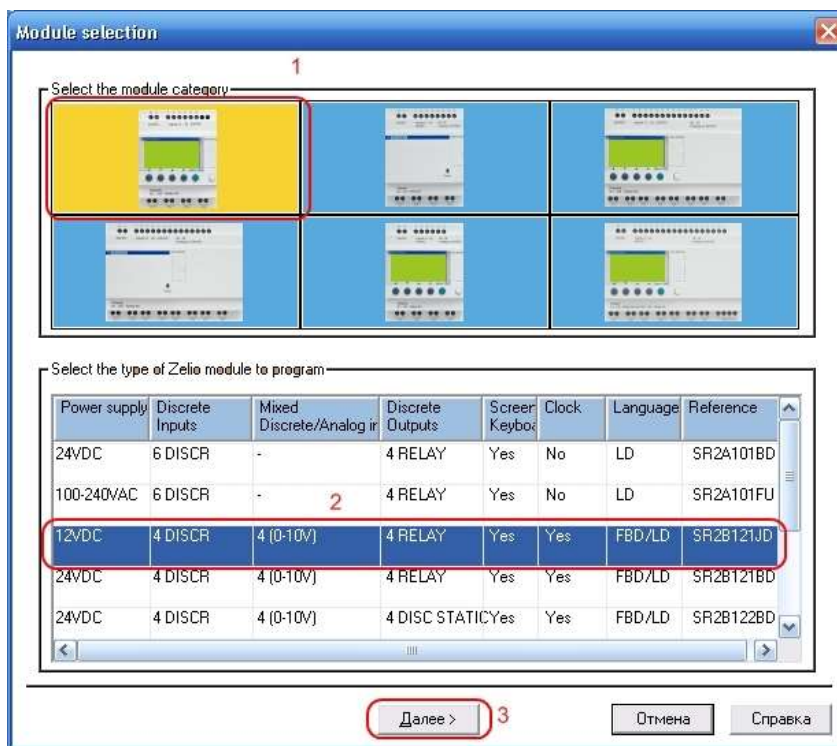 Module selection
1
Select the module category
Select the type of Zelio module to program
Power supply Discrete Inputs Mixed Discrete/Analog in Discrete Outputs Screen Keyboa Clock Language Reference
24VDC 6 DISCR - 4 RELAY Yes No LD SR2A101BD
100-240VAC 6 DISCR - 4 RELAY Yes No LD SR2A101FU
2
12VDC 4 DISCR 4 (0-10V) 4 RELAY Yes Yes FBD/LD SR2B121JD
24VDC 4 DISCR 4 (0-10V) 4 RELAY Yes Yes FBD/LD SR2B121BD
24VDC 4 DISCR 4 (0-10V) 4 DISC STATIC Yes Yes FBD/LD SR2B122BD
Далее > 3 Отмена Справка